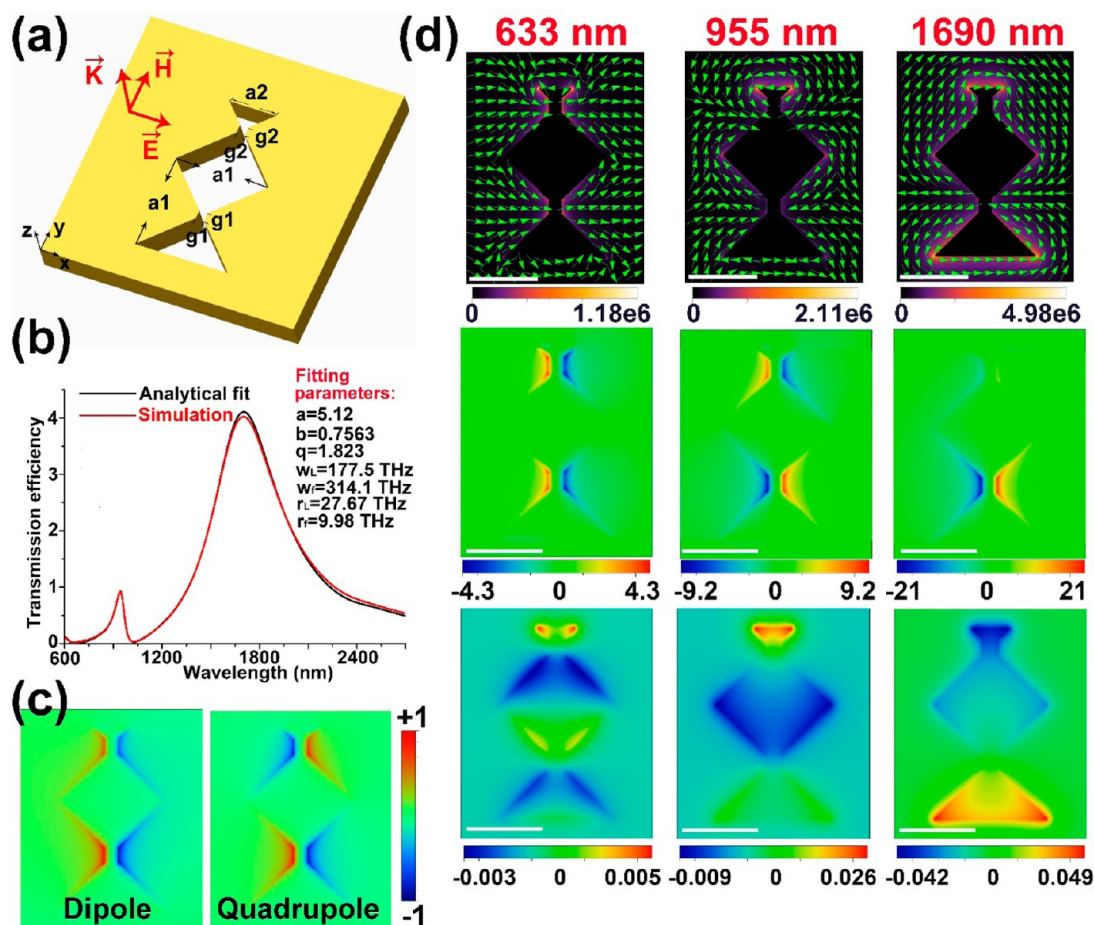 (a)
K
H
E
a2
g2
g2
a1
a1
g1
g1
z
y
x
(b)
Analytical fit
Simulation
Fitting
parameters:
a=5.12
b=0.7563
q=1.823
wL=177.5 THz
wf=314.1 THz
rL=27.67 THz
rf=9.98 THz
Transmission efficiency
4
3
2
1
0
600 1200 1800 2400
Wavelength (nm)
(c)
+1
-1
Dipole
Quadrupole
(d)
633 nm 955 nm 1690 nm
0 1.18e6
0 2.11e6
0 4.98e6
-4.3 0 4.3
-9.2 0 9.2
-21 0 21
-0.003 0 0.005
-0.009 0 0.026
-0.042 0 0.049